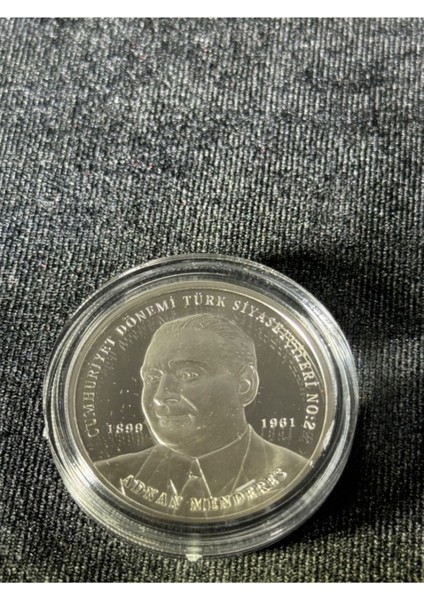 CUMHURİYET DÖNEMİ TÜRK SİYASETÇİLERİ NO:2
1899 1961
ADNAN MENDERES